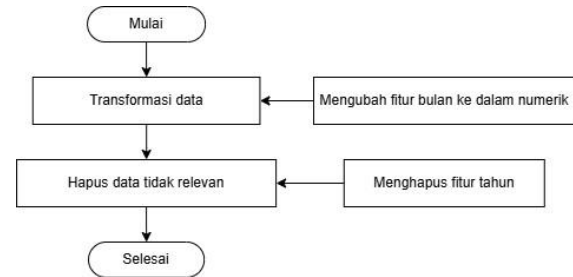 Mulai
Transformasi data
Mengubah fitur bulan ke dalam numerik
Hapus data tidak relevan
Menghapus fitur tahun
Selesai